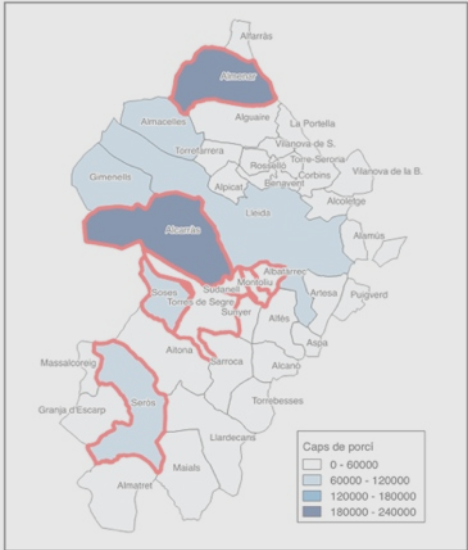 Alfarràs
Almenar
Alguaire
Almacelles
La Portella
Vilanova de S.
Torrefarrera
Rosselló
Torre-Serona
Corbins
Vilanova de la B.
Gimenells
Alpicat
Benavent
Alcoletge
Lleida
Alcarràs
Alamús
Albatàrrec
Montoliu
Sudanell
Soses
Torres de Segre
Artesa
Puigverd
Sunyer
Alfés
Aspa
Aitona
Sarroca
Alcanó
Massalcoreig
Seròs
Torrebesses
Granja d'Escarp
Llardecans
Maials
Almatret
Caps de porcí
0 - 60000
60000 - 120000
120000 - 180000
180000 - 240000